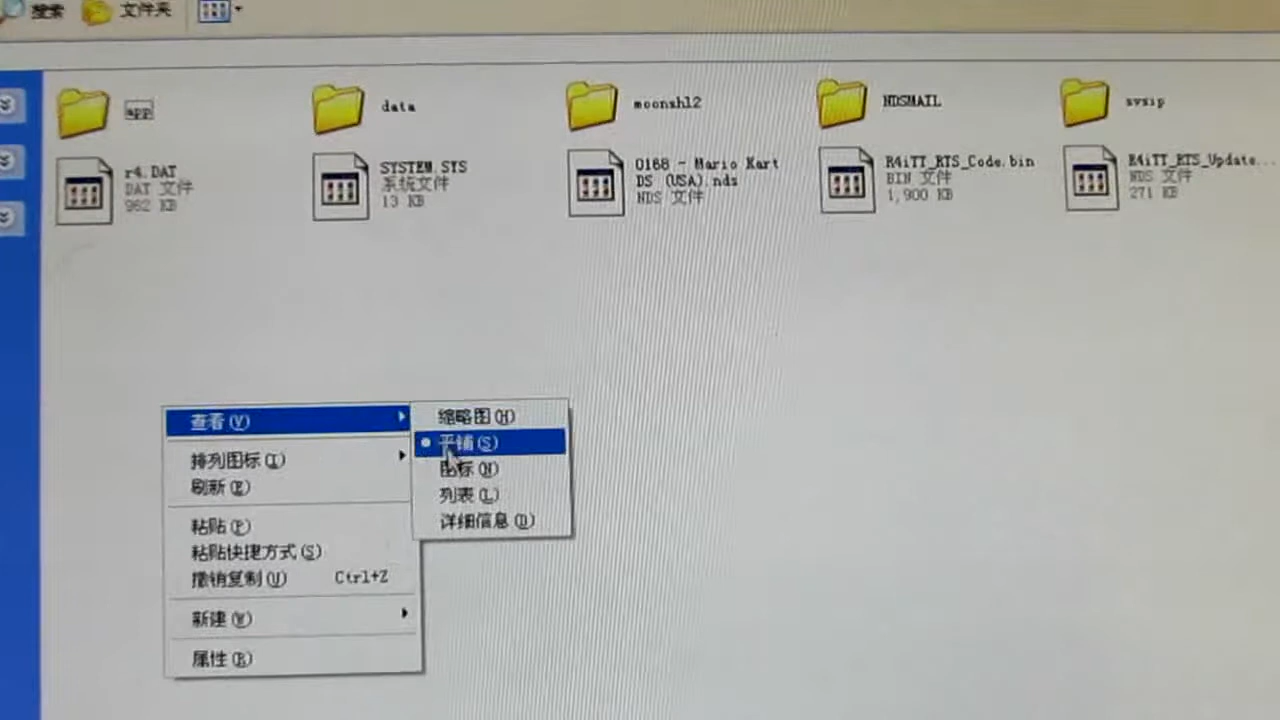 搜索 文件夹
app
data
moonshl2
NDSMAIL
svsip
r4.DAT
DAT 文件
962 KB
SYSTEM.SYS
系统文件
13 KB
0168 - Mario Kart
DS (USA).nds
NDS 文件
R4iTT_RTS_Code.bin
BIN 文件
1,900 KB
R4iTT_RTS_Update...
NDS 文件
271 KB
查看(V)
排列图标(I)
刷新(E)
粘贴(P)
粘贴快捷方式(S)
撤销复制(U) Ctrl+Z
新建(W)
属性(R)
缩略图(H)
平铺(S)
图标(N)
列表(L)
详细信息(D)